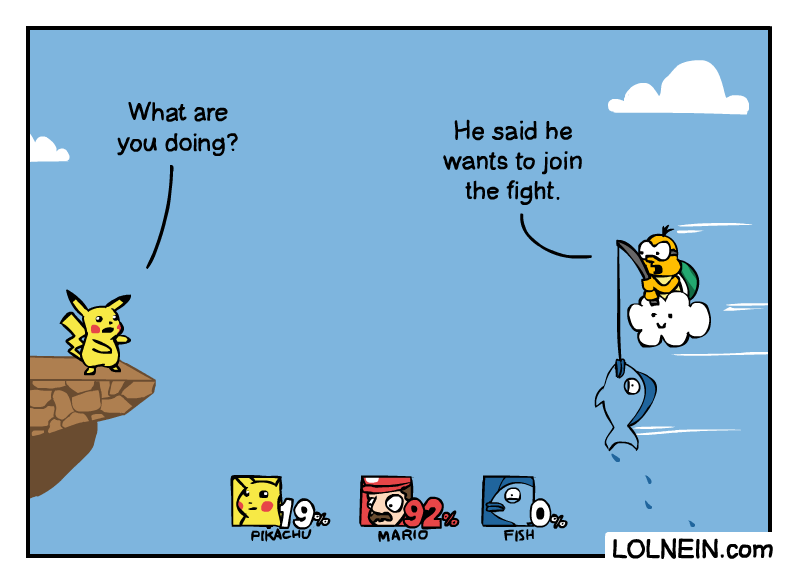 What are
you doing?
He said he
wants to join
the fight.
19%
PIKACHU
92%
MARIO
0%
FISH
LOLNEIN.com